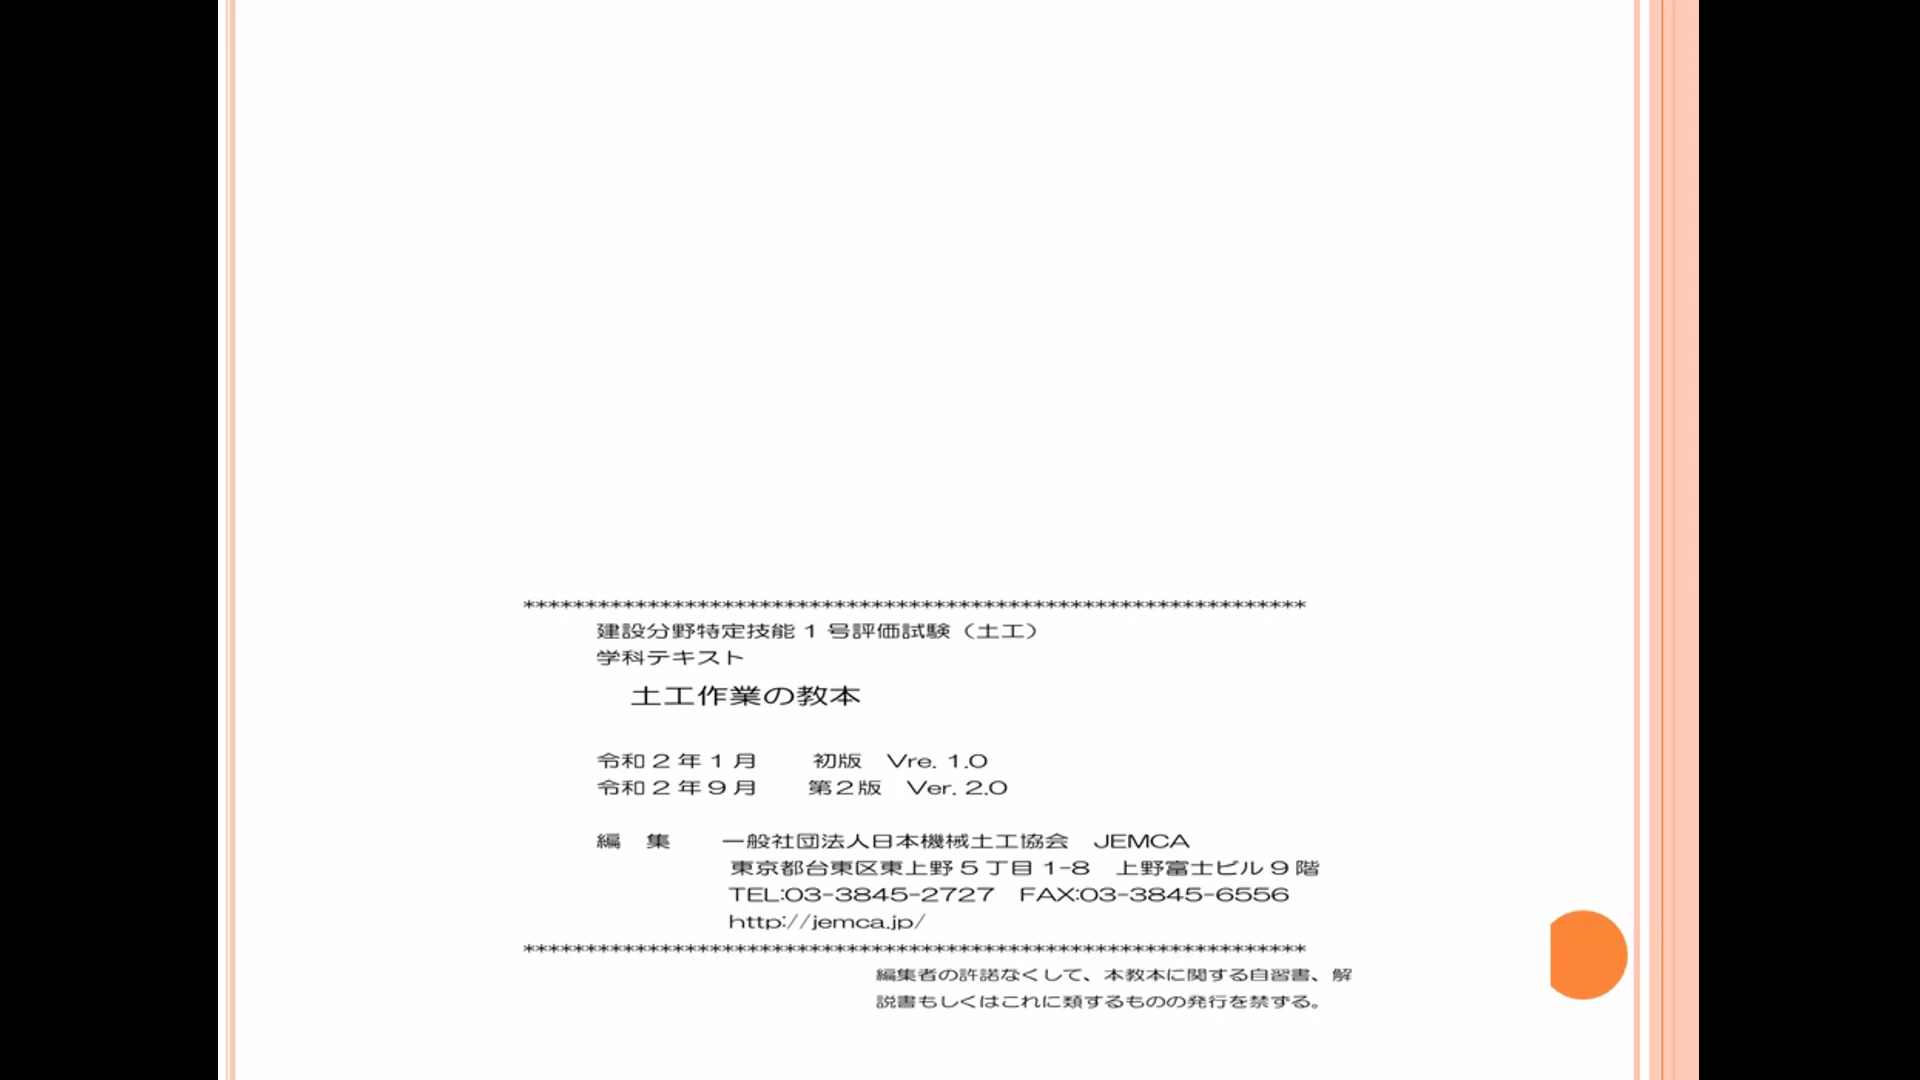 ***************************************************************
建設分野特定技能 1 号評価試験（土工）
学科テキスト
土工作業の教本
令和 2 年 1 月　初版　Vre. 1.0
令和 2 年 9 月　第2版　Ver. 2.0
編　集　一般社団法人日本機械土工協会　JEMCA
東京都台東区東上野 5 丁目 1-8　上野富士ビル 9 階
TEL:03-3845-2727　FAX:03-3845-6556
http://jemca.jp/
***************************************************************
編集者の許諾なくして、本教本に関する自習書、解
説書もしくはこれに類するものの発行を禁ずる。